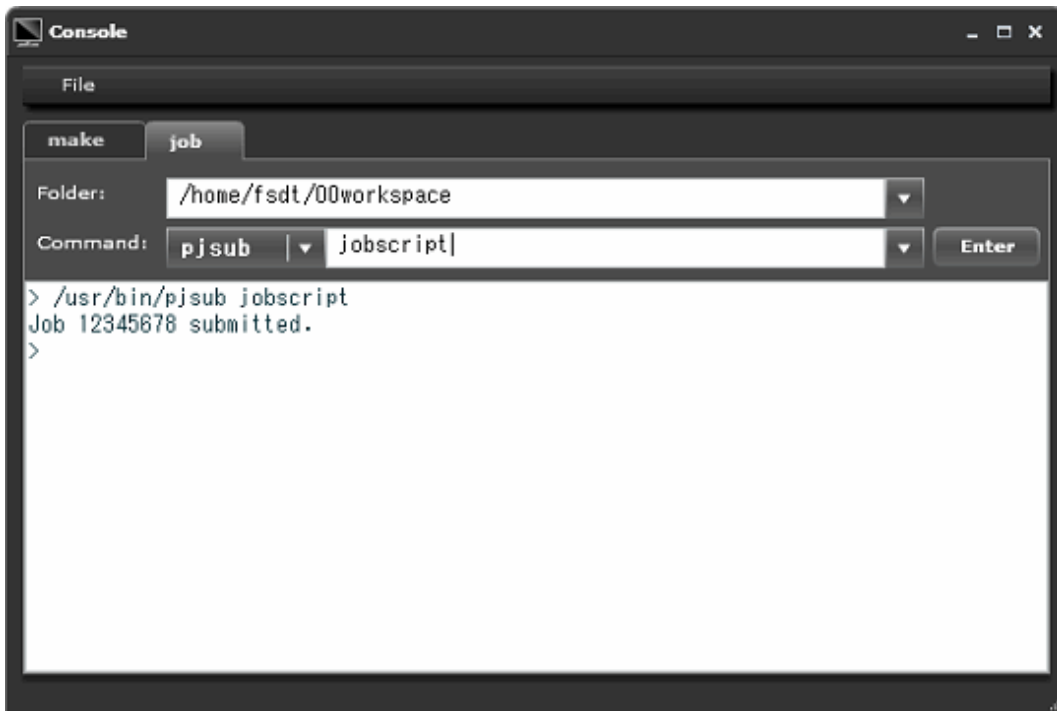 Console
File
make job
Folder: /home/fsdt/00workspace
Command: pjsub jobscript Enter
> /usr/bin/pjsub jobscript
Job 12345678 submitted.
>